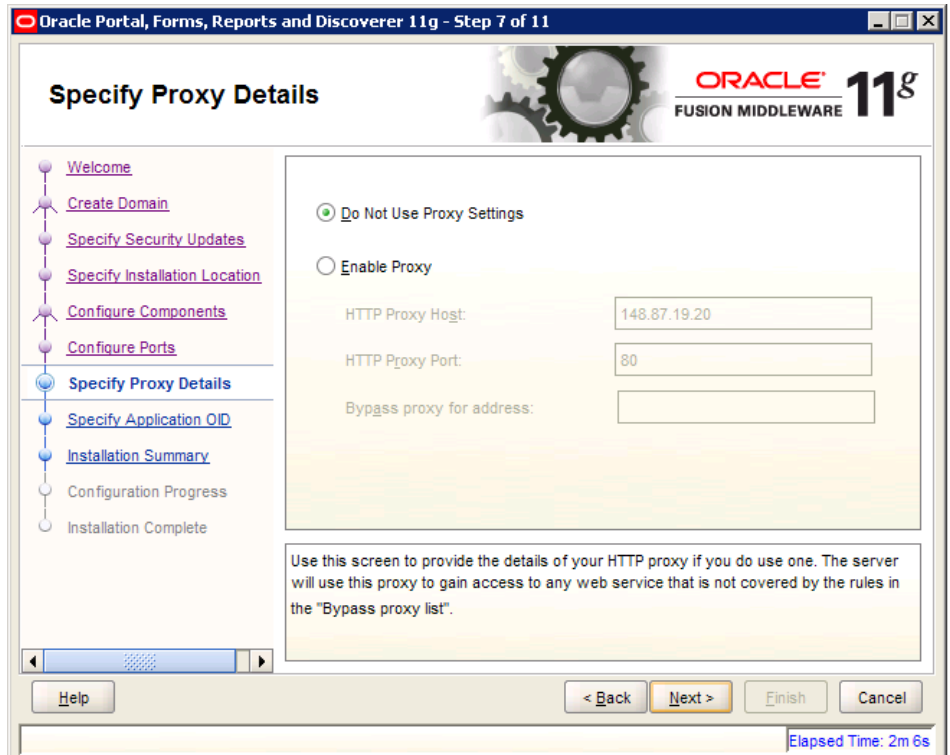 Oracle Portal, Forms, Reports and Discoverer 11g - Step 7 of 11
Specify Proxy Details
ORACLE
FUSION MIDDLEWARE
11g
Welcome
Create Domain
Specify Security Updates
Specify Installation Location
Configure Components
Configure Ports
Specify Proxy Details
Specify Application OID
Installation Summary
Configuration Progress
Installation Complete
Do Not Use Proxy Settings
Enable Proxy
HTTP Proxy Host: 148.87.19.20
HTTP Proxy Port: 80
Bypass proxy for address:
Use this screen to provide the details of your HTTP proxy if you do use one. The server
will use this proxy to gain access to any web service that is not covered by the rules in
the "Bypass proxy list".
Help
< Back
Next >
Finish
Cancel
Elapsed Time: 2m 6s